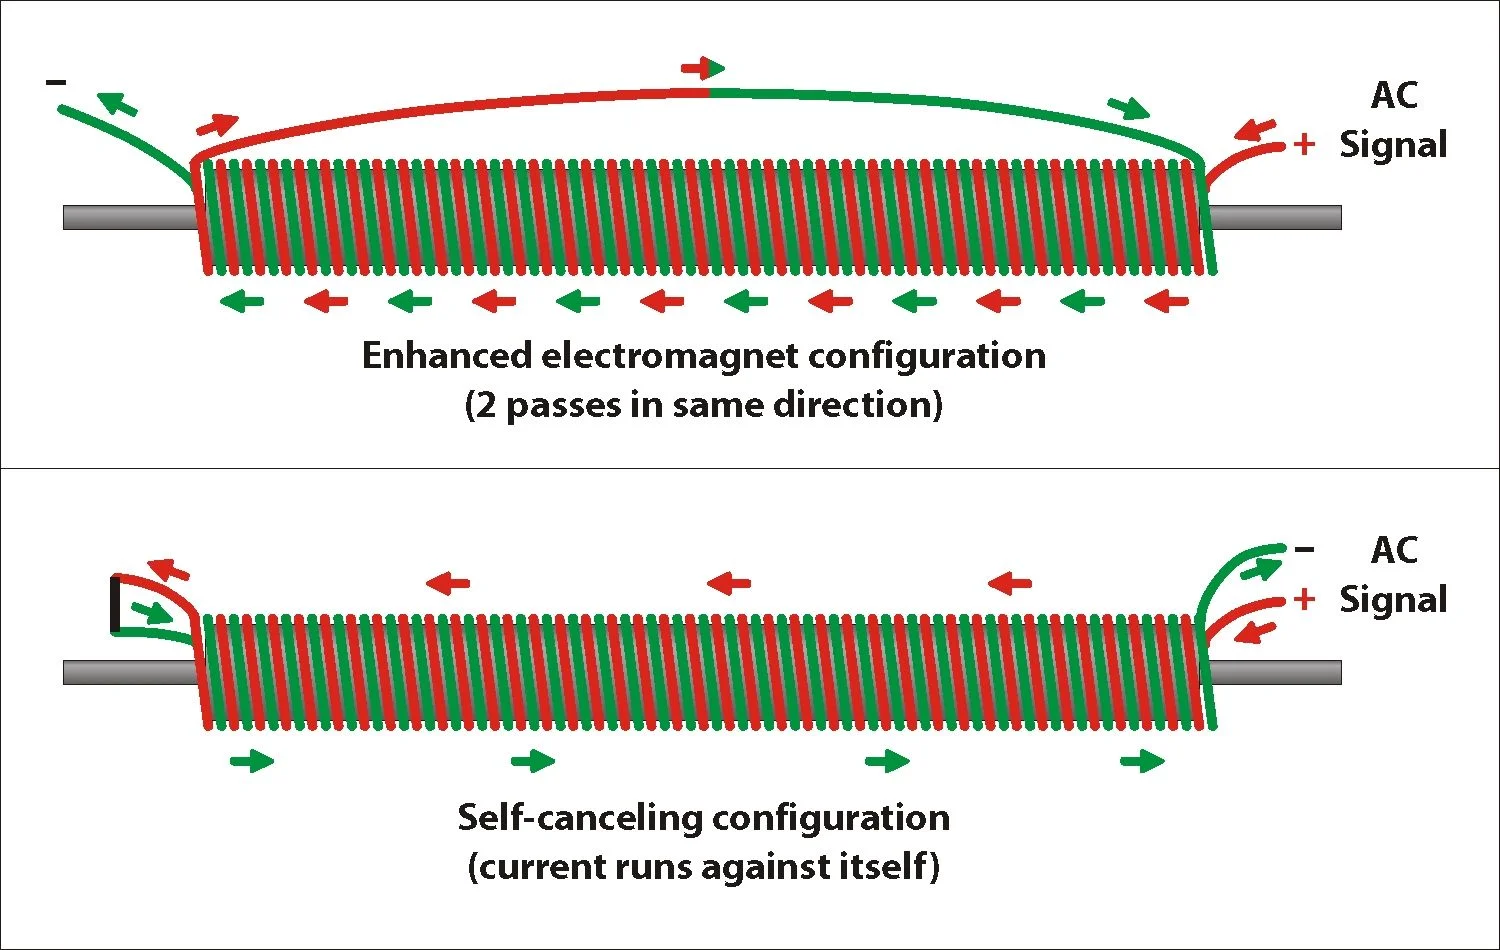 –
AC
+ Signal
Enhanced electromagnet configuration
(2 passes in same direction)
– AC
+ Signal
Self-canceling configuration
(current runs against itself)